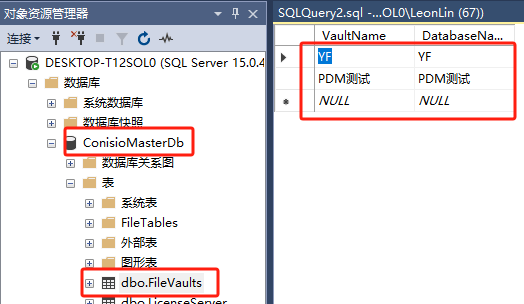 对象资源管理器
连接
DESKTOP-T12SOL0 (SQL Server 15.0.4
数据库
系统数据库
数据库快照
ConisioMasterDb
数据库关系图
表
系统表
FileTables
外部表
图形表
dbo.FileVaults
dbo.LicenseServer
SQLQuery2.sql -...OL0\LeonLin (67))
VaultName DatabaseNa...
YF YF
PDM测试 PDM测试
NULL NULL